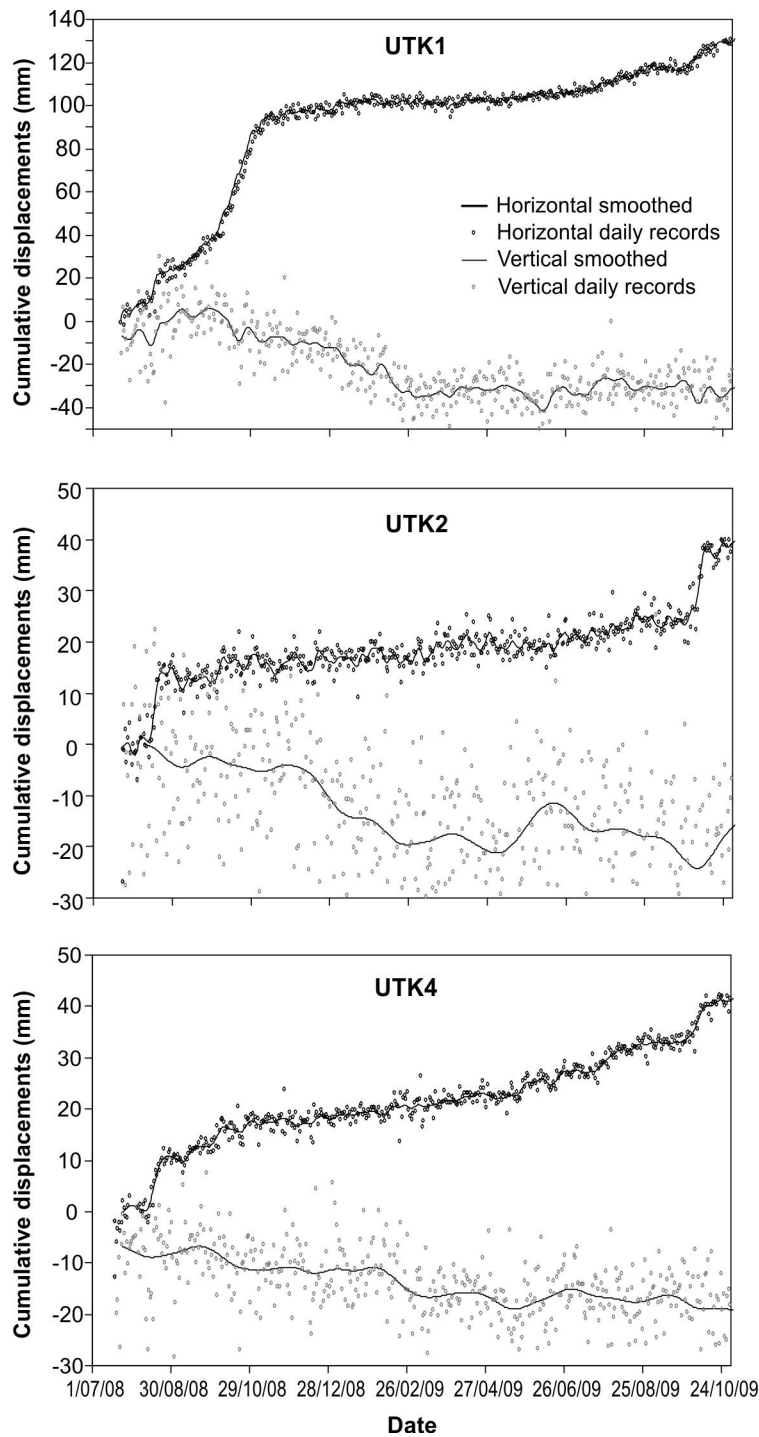 UTK1
Cumulative displacements (mm)
140
120
100
80
60
40
20
0
-20
-40
Horizontal smoothed
Horizontal daily records
Vertical smoothed
Vertical daily records
UTK2
Cumulative displacements (mm)
50
40
30
20
10
0
-10
-20
-30
UTK4
Cumulative displacements (mm)
50
40
30
20
10
0
-10
-20
-30
1/07/08 30/08/08 29/10/08 28/12/08 26/02/09 27/04/09 26/06/09 25/08/09 24/10/09
Date